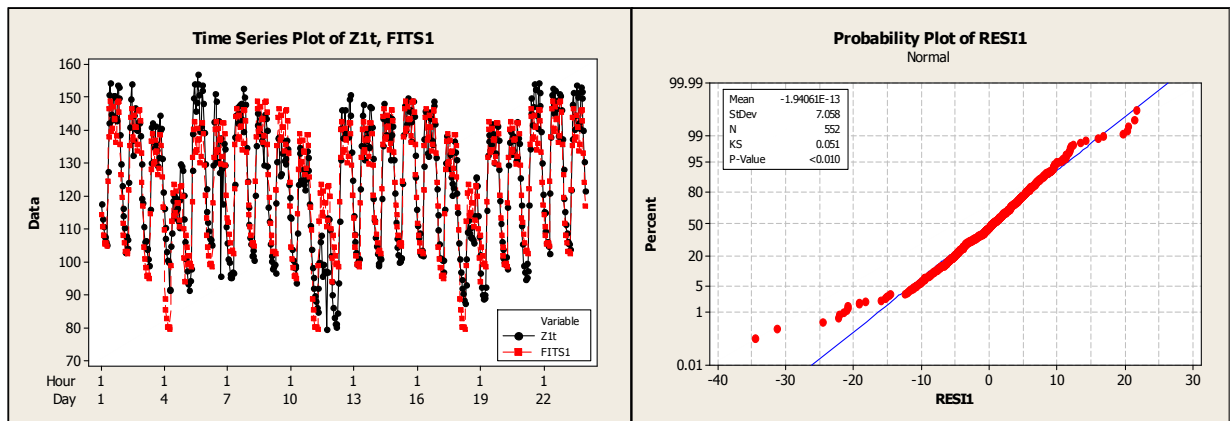 Time Series Plot of Z1t, FITS1
160
150
140
130
120
110
100
90
80
70
Data
Variable
Z1t
FITS1
Hour 1 1 1 1 1 1 1 1
Day 1 4 7 10 13 16 19 22
Probability Plot of RESI1
Normal
99.99
99
95
80
50
20
5
1
0.01
Percent
Mean -1.94061E-13
StDev 7.058
N 552
KS 0.051
P-Value <0.010
-40 -30 -20 -10 0 10 20 30
RESI1